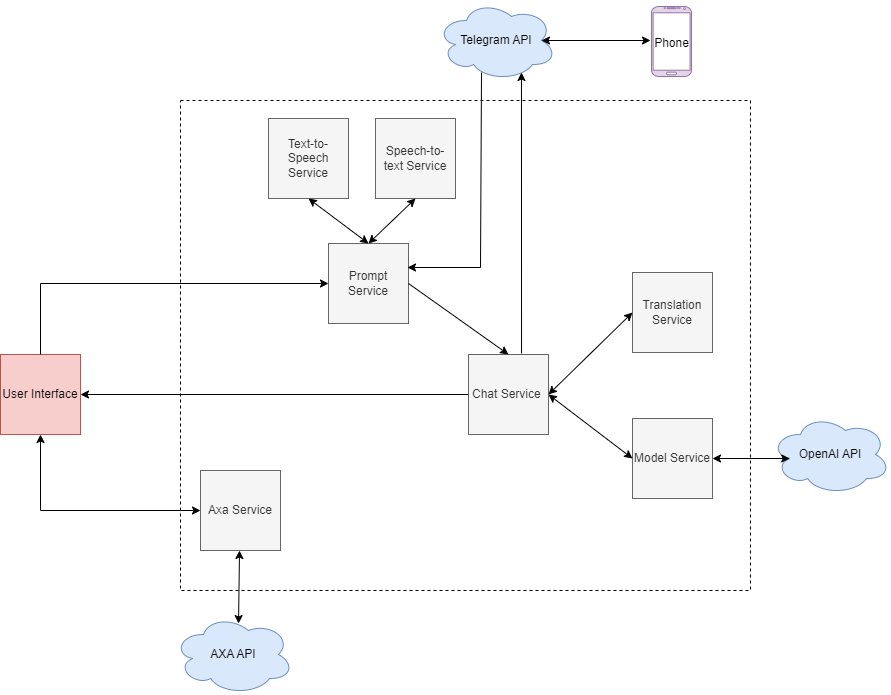 Telegram API
Phone
Text-to-
Speech
Service
Speech-to-
text Service
Prompt
Service
Translation
Service
User Interface
Chat Service
Model Service
OpenAI API
Axa Service
AXA API